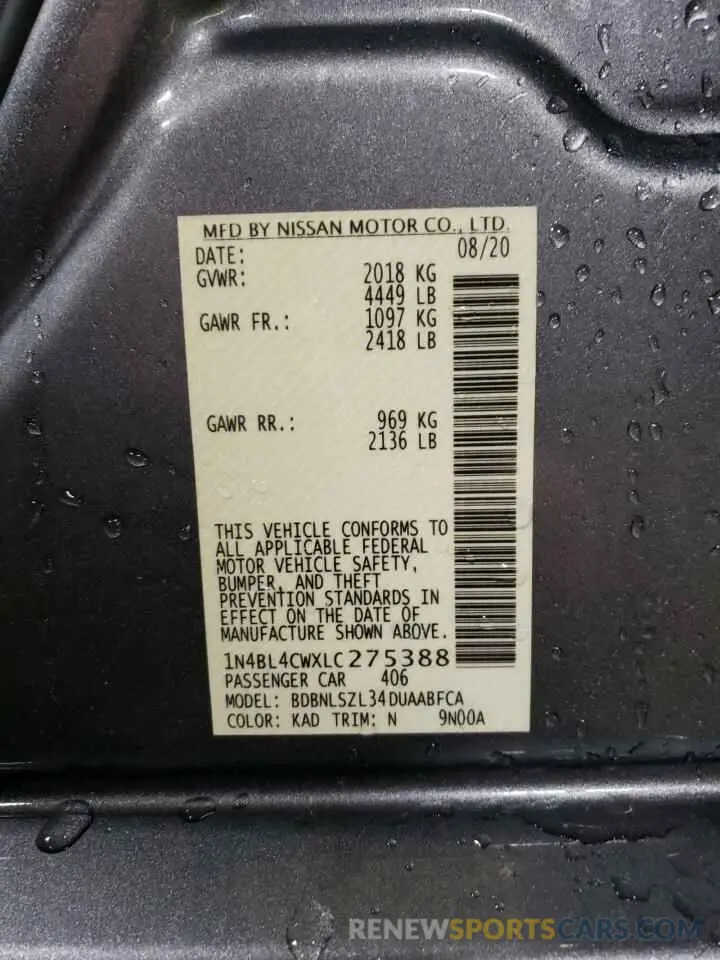 MFD BY NISSAN MOTOR CO., LTD.
DATE: 08/20
GVWR: 2018 KG
4449 LB
GAWR FR.: 1097 KG
2418 LB
GAWR RR.: 969 KG
2136 LB
THIS VEHICLE CONFORMS TO
ALL APPLICABLE FEDERAL
MOTOR VEHICLE SAFETY,
BUMPER, AND THEFT
PREVENTION STANDARDS IN
EFFECT ON THE DATE OF
MANUFACTURE SHOWN ABOVE.
1N4BL4CWXLC275388
PASSENGER CAR 406
MODEL: BDBNLSZL34DUAABFCA
COLOR: KAD TRIM: N 9N00A
RENEWSPORTSCARS.COM